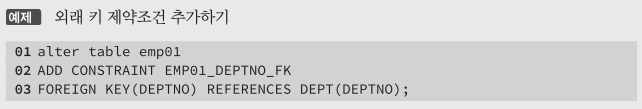 예제 외래 키 제약조건 추가하기
01 alter table emp01
02 ADD CONSTRAINT EMP01_DEPTNO_FK
03 FOREIGN KEY(DEPTNO) REFERENCES DEPT(DEPTNO);